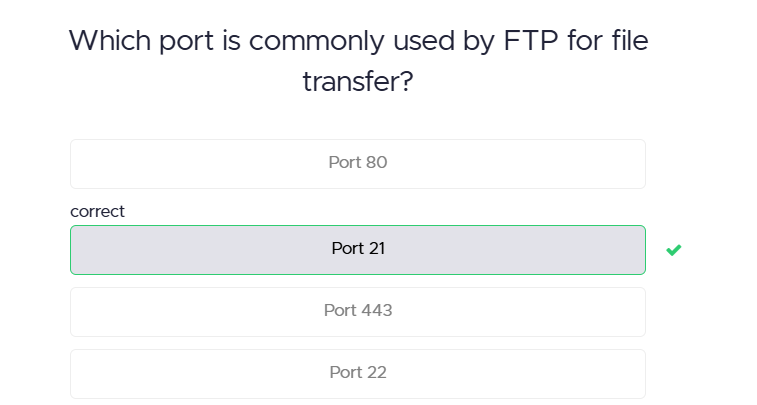 Which port is commonly used by FTP for file
transfer?
Port 80
correct
Port 21
Port 443
Port 22